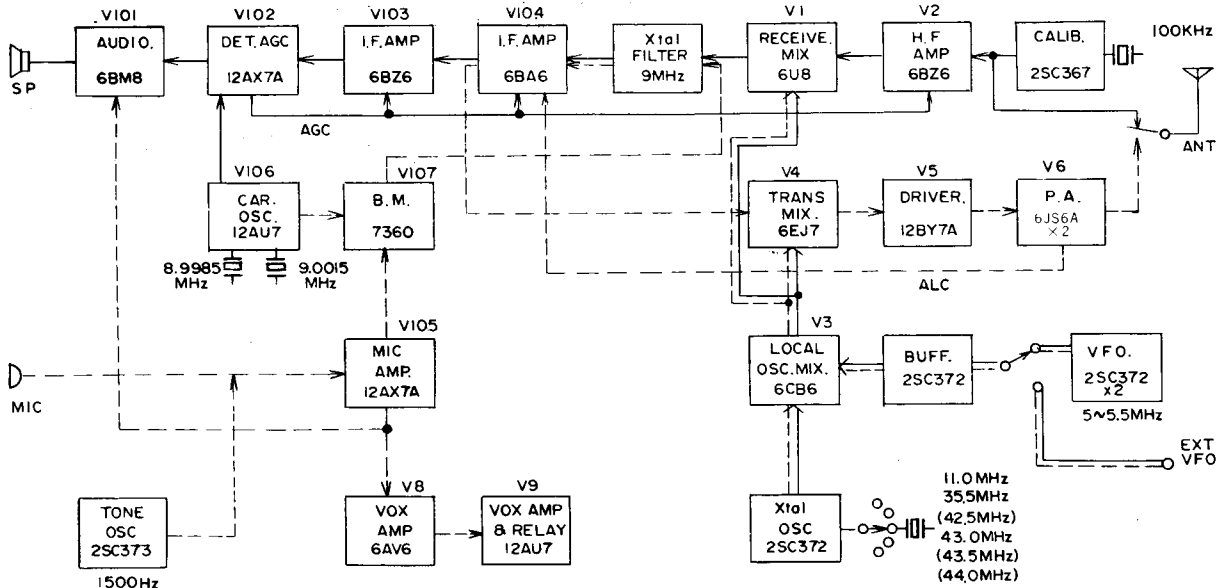 V101
AUDIO.
6BM8
SP
V102
DET. AGC
12AX7A
V103
I.F. AMP
6BZ6
V104
I.F. AMP
6BA6
Xtal
FILTER
9MHz
V1
RECEIVE.
MIX
6U8
V2
H.F
AMP
6BZ6
CALIB.
2SC367
100KHz
ANT
AGC
V106
CAR.
OSC.
12AU7
8.9985
MHz
9.0015
MHz
V107
B.M.
7360
V4
TRANS
MIX.
6EJ7
V5
DRIVER.
12BY7A
V6
P.A.
6JS6A
×2
ALC
V105
MIC
AMP.
12AX7A
MIC
V3
LOCAL
OSC.MIX.
6CB6
BUFF.
2SC372
VFO.
2SC372
×2
5~5.5MHz
EXT
VFO
TONE
OSC
2SC373
1500Hz
V8
VOX
AMP
6AV6
V9
VOX AMP
& RELAY
12AU7
Xtal
OSC
2SC372
11.0MHz
35.5MHz
(42.5MHz)
43.0MHz
(43.5MHz)
(44.0MHz)